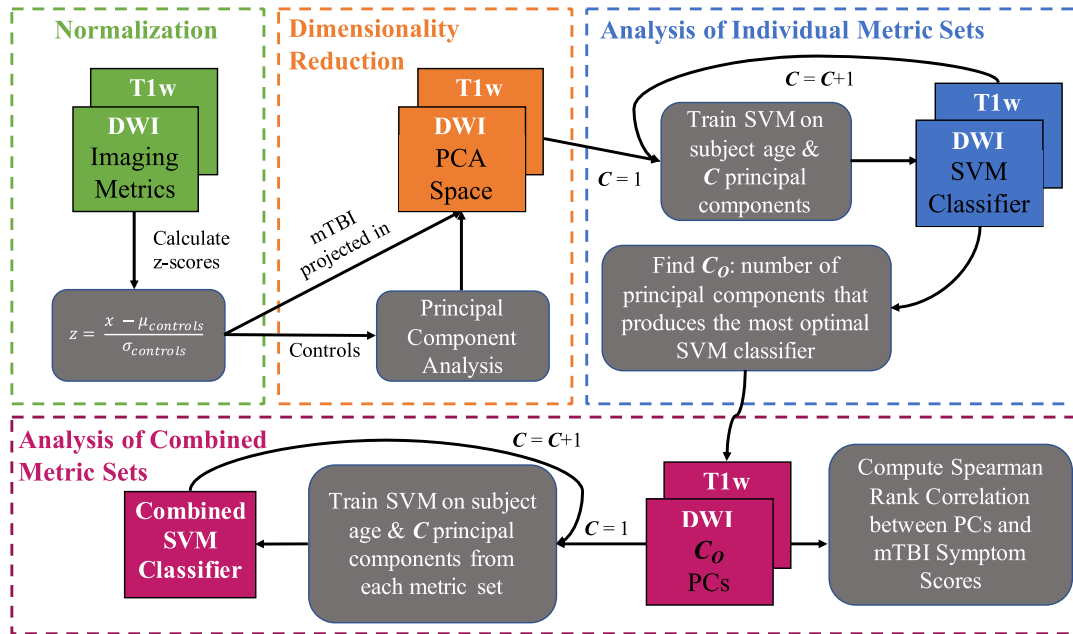 Normalization
T1w
DWI
Imaging
Metrics
Calculate
z-scores
z = x − μcontrols / σcontrols
Dimensionality
Reduction
T1w
DWI
PCA
Space
mTBI
projected in
Controls
Principal
Component
Analysis
Analysis of Individual Metric Sets
C = C+1
C = 1
Train SVM on
subject age &
C principal
components
T1w
DWI
SVM
Classifier
Find CO: number of
principal components that
produces the most optimal
SVM classifier
Analysis of Combined
Metric Sets
C = C+1
Combined
SVM
Classifier
Train SVM on subject
age & C principal
components from
each metric set
C = 1
T1w
DWI
CO
PCs
Compute Spearman
Rank Correlation
between PCs and
mTBI Symptom
Scores